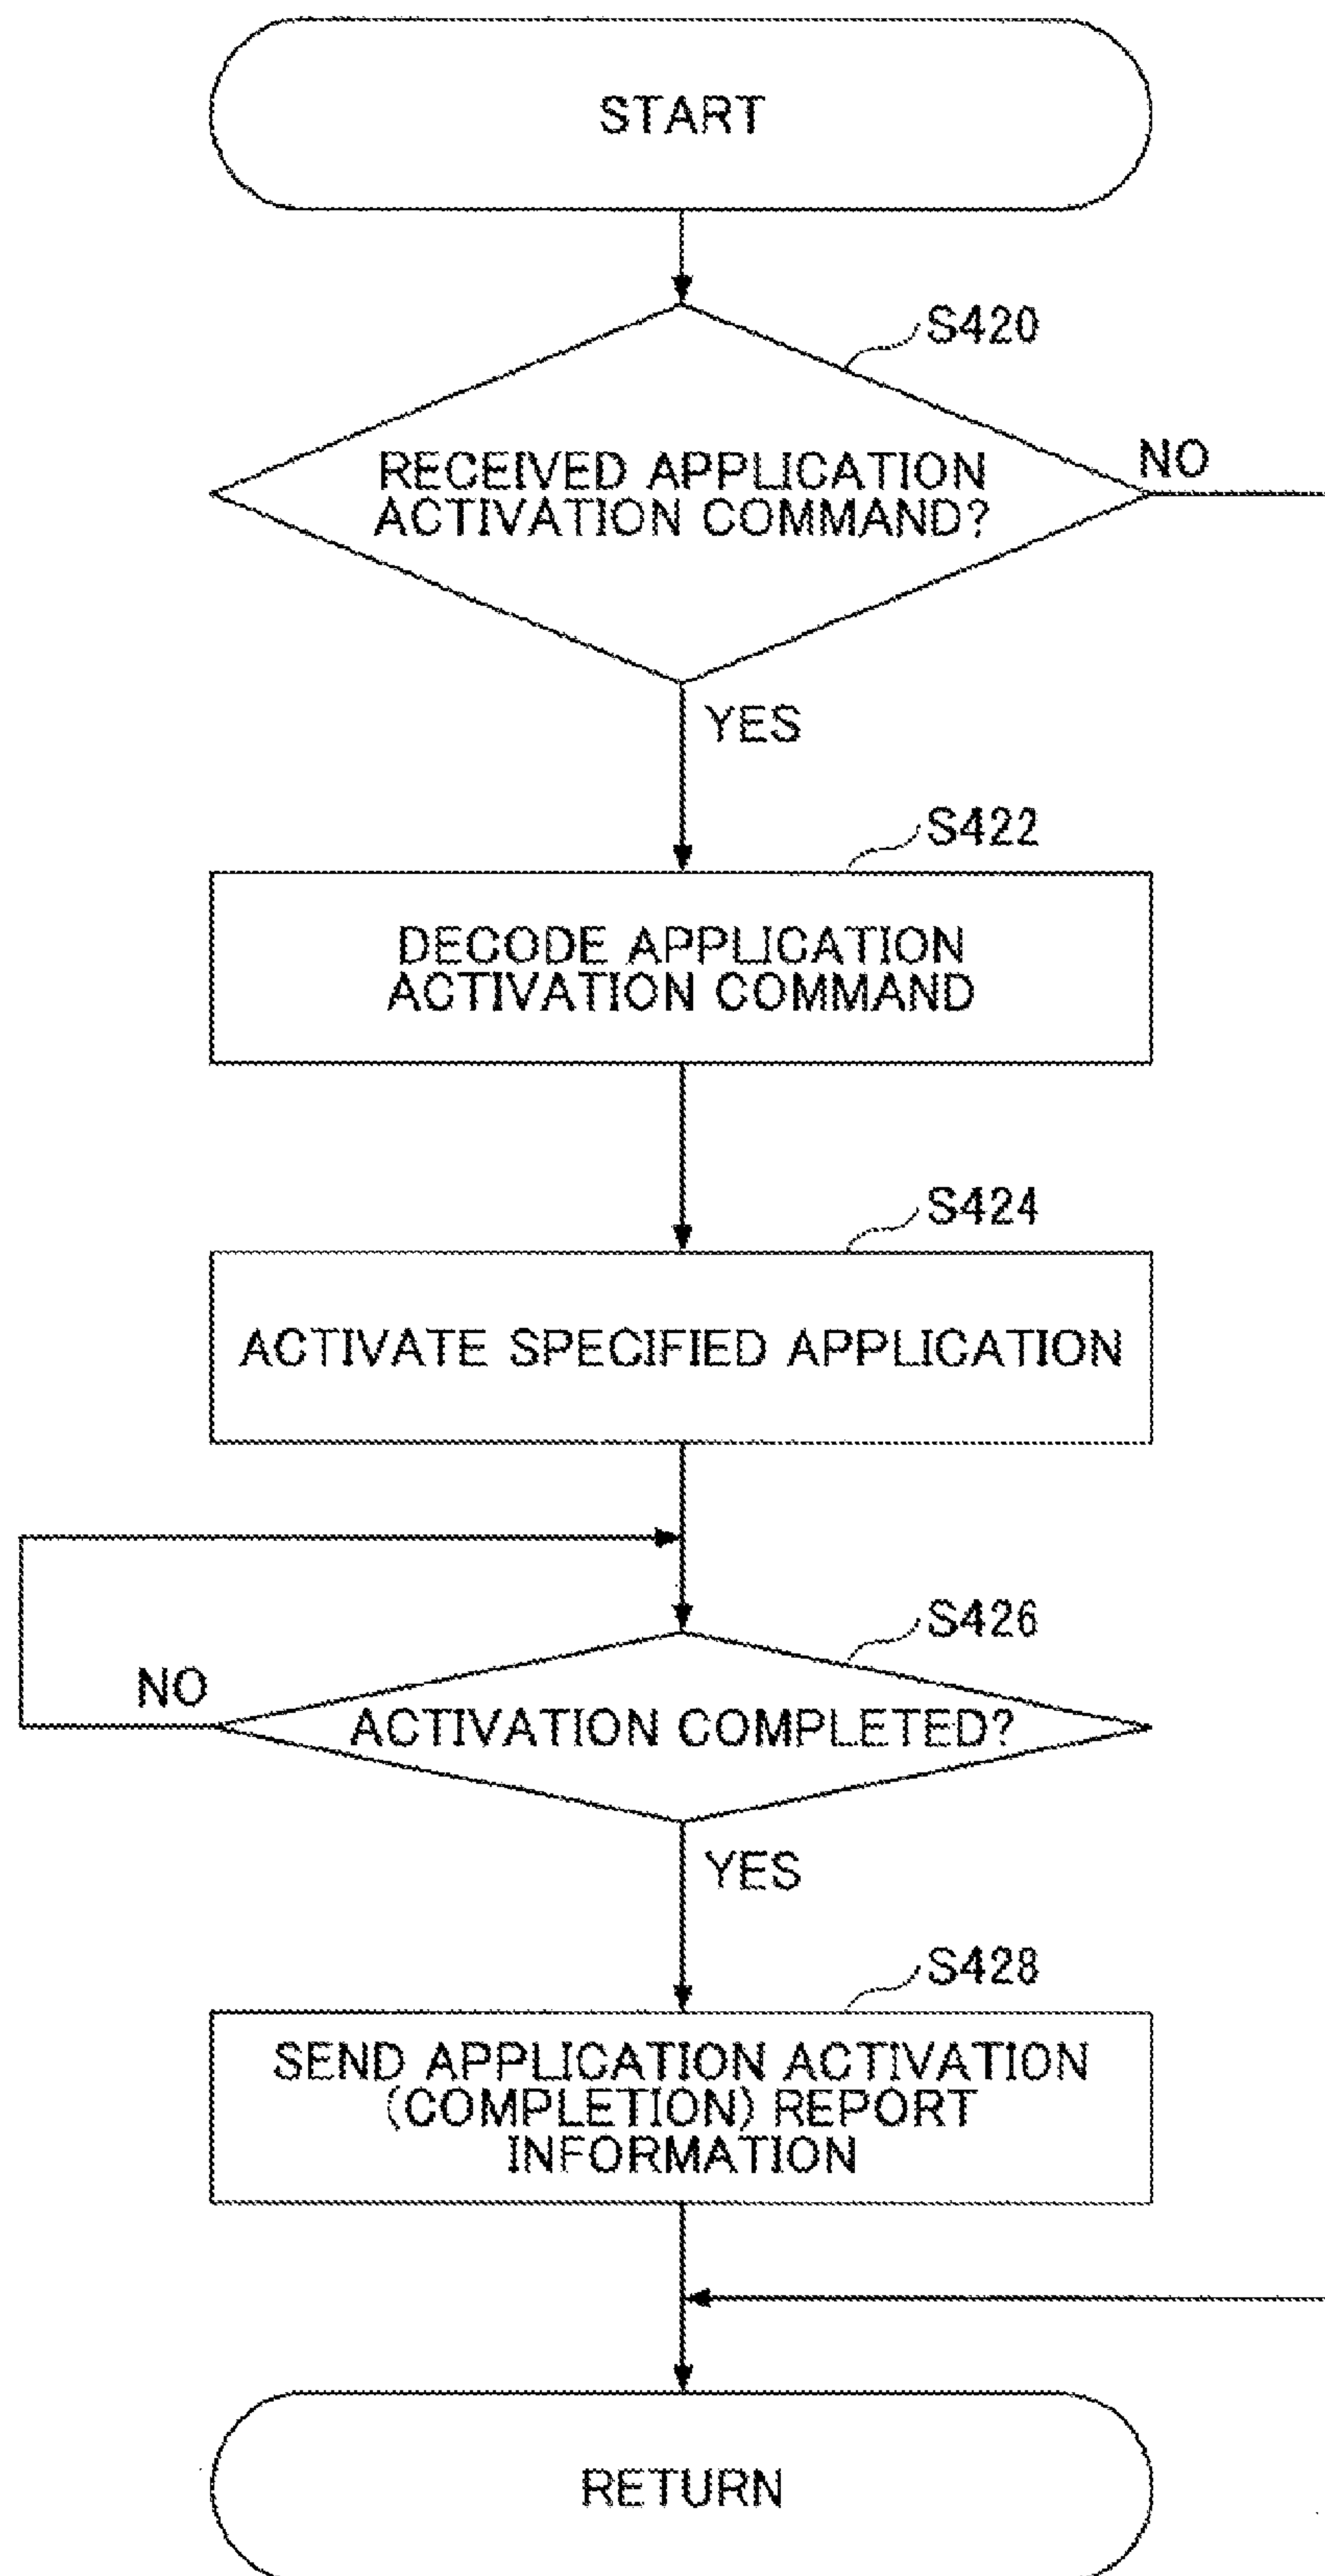 START
S420
RECEIVED APPLICATION
ACTIVATION COMMAND?
NO
YES
S422
DECODE APPLICATION
ACTIVATION COMMAND
S424
ACTIVATE SPECIFIED APPLICATION
S426
NO
ACTIVATION COMPLETED?
YES
S428
SEND APPLICATION ACTIVATION
(COMPLETION) REPORT
INFORMATION
RETURN